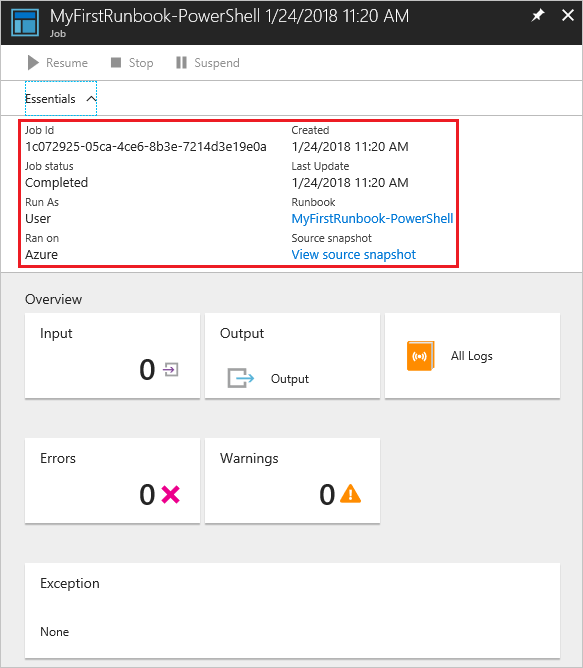 MyFirstRunbook-PowerShell 1/24/2018 11:20 AM
Job
Resume Stop Suspend
Essentials
Job Id Created
1c072925-05ca-4ce6-8b3e-7214d3e19e0a 1/24/2018 11:20 AM
Job status Last Update
Completed 1/24/2018 11:20 AM
Run As Runbook
User MyFirstRunbook-PowerShell
Ran on Source snapshot
Azure View source snapshot
Overview
Input Output
0 Output All Logs
Errors Warnings
0 0
Exception
None